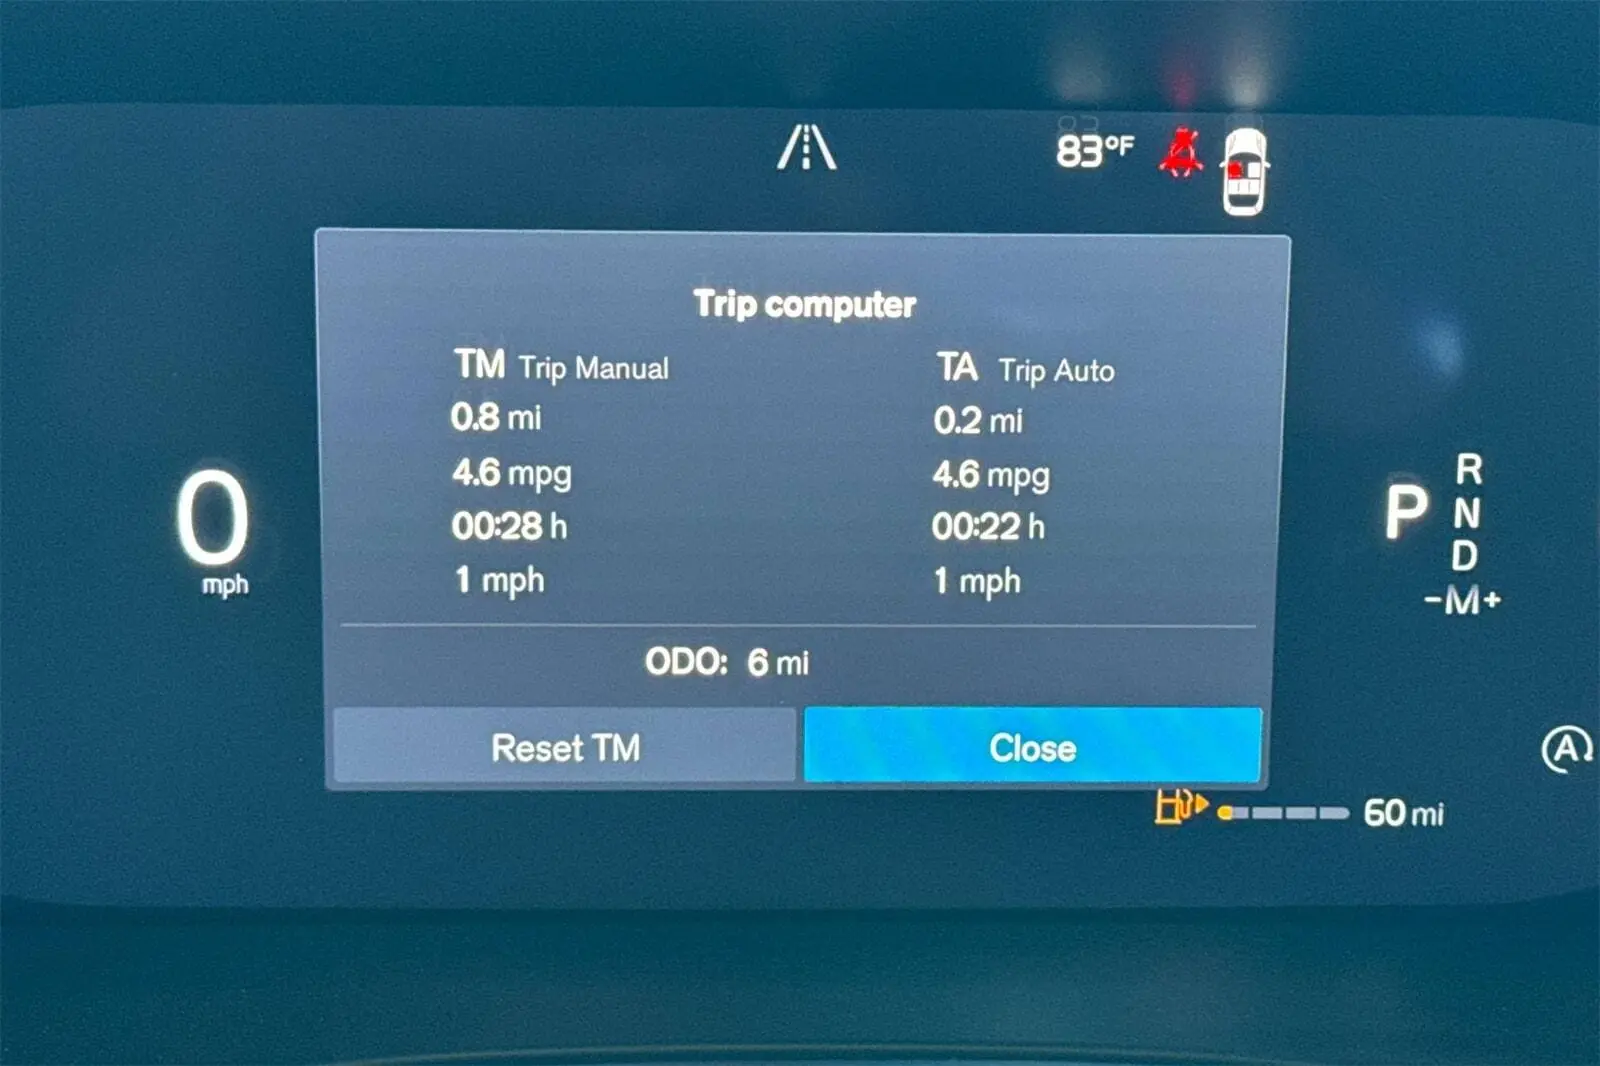 83°F
Trip computer
TM Trip Manual
0.8 mi
4.6 mpg
00:28 h
1 mph
TA Trip Auto
0.2 mi
4.6 mpg
00:22 h
1 mph
ODO: 6 mi
Reset TM
Close
0
mph
P
R
N
D
-M+
A
60 mi